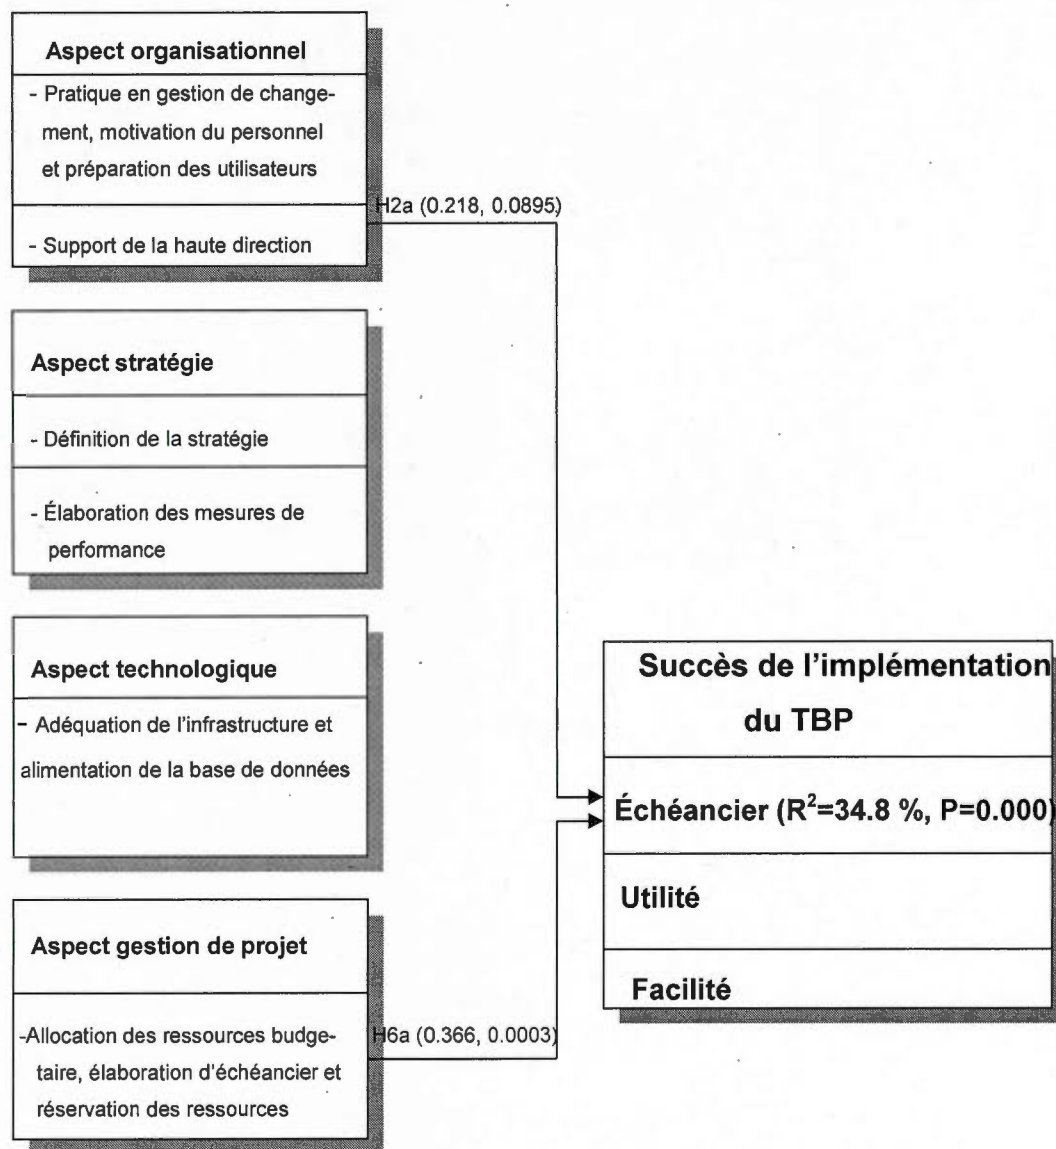 Aspect organisationnel
- Pratique en gestion de change-
ment, motivation du personnel
et préparation des utilisateurs
H2a (0.218, 0.0895)
- Support de la haute direction
Aspect stratégie
- Définition de la stratégie
- Élaboration des mesures de
performance
Aspect technologique
- Adéquation de l'infrastructure et
alimentation de la base de données
Aspect gestion de projet
-Allocation des ressources budge-
taire, élaboration d'échéancier et
réservation des ressources
H6a (0.366, 0.0003)
Succès de l'implémentation
du TBP
Échéancier (R²=34.8 %, P=0.000)
Utilité
Facilité